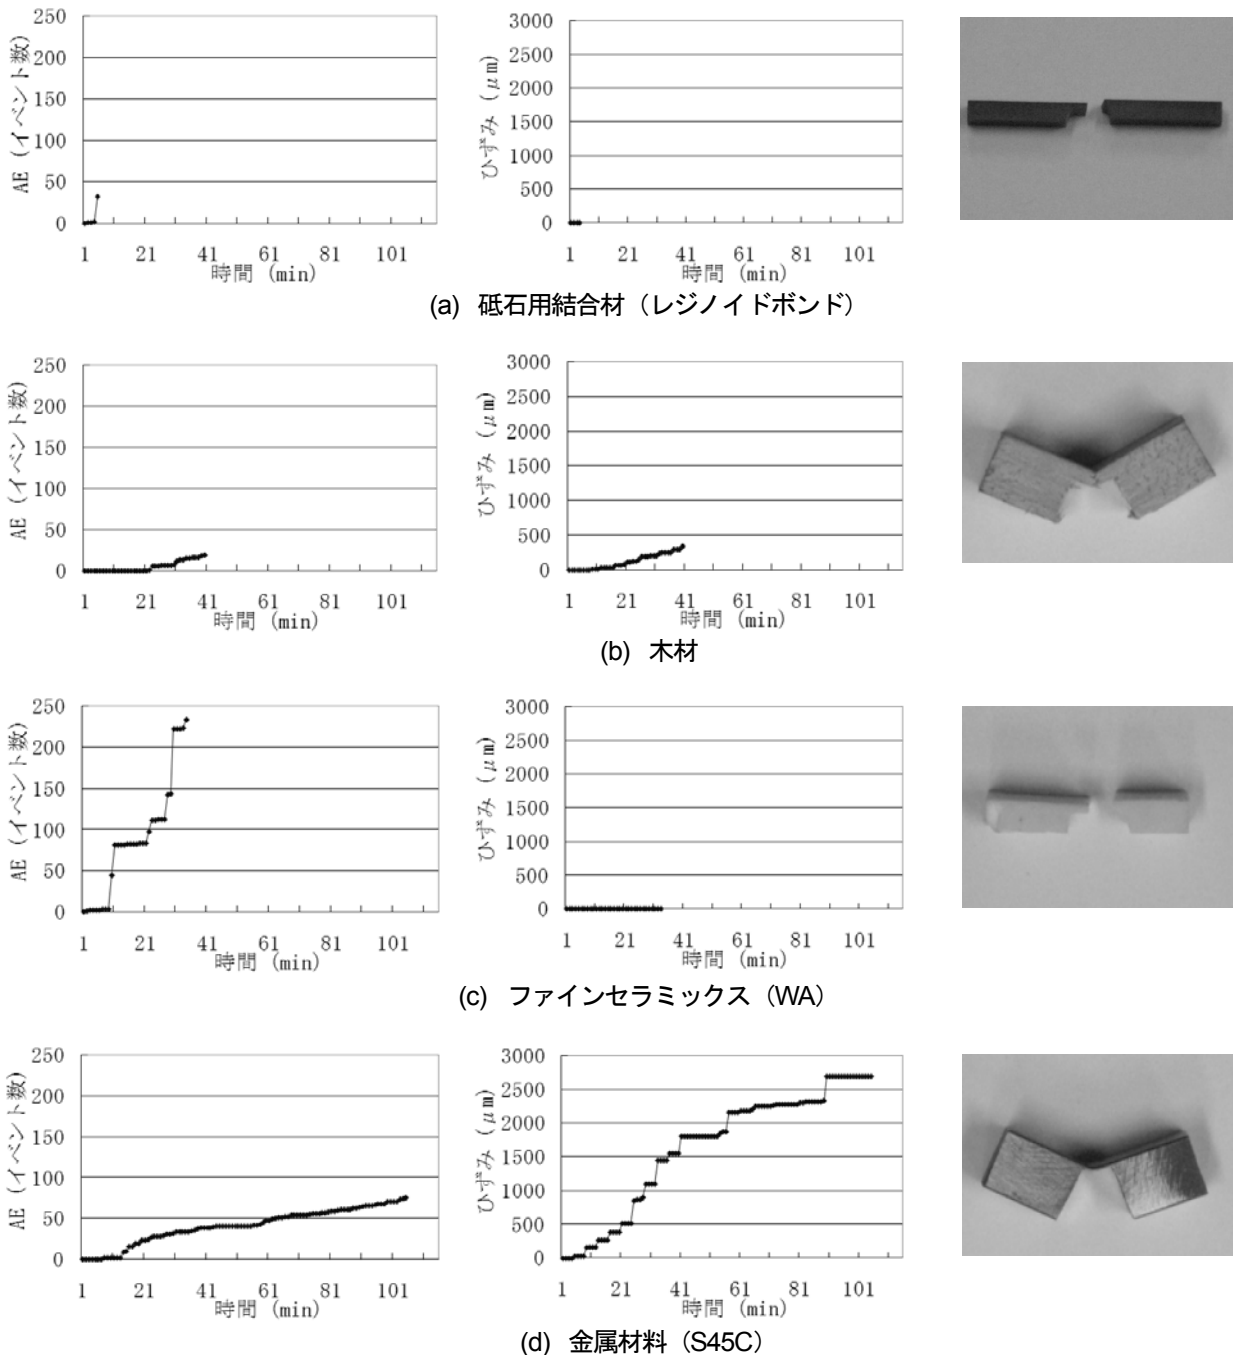 250
200
150
100
50
0
AE (イベント数)
1 21 41 61 81 101
時間 (min)
3000
2500
2000
1500
1000
500
0
ひずみ (μm)
1 21 41 61 81 101
時間 (min)
(a) 砥石用結合材（レジノイドボンド）
250
200
150
100
50
0
AE (イベント数)
1 21 41 61 81 101
時間 (min)
3000
2500
2000
1500
1000
500
0
ひずみ (μm)
1 21 41 61 81 101
時間 (min)
(b) 木材
250
200
150
100
50
0
AE (イベント数)
1 21 41 61 81 101
時間 (min)
3000
2500
2000
1500
1000
500
0
ひずみ (μm)
1 21 41 61 81 101
時間 (min)
(c) ファインセラミックス（WA）
250
200
150
100
50
0
AE (イベント数)
1 21 41 61 81 101
時間 (min)
3000
2500
2000
1500
1000
500
0
ひずみ (μm)
1 21 41 61 81 101
時間 (min)
(d) 金属材料（S45C）